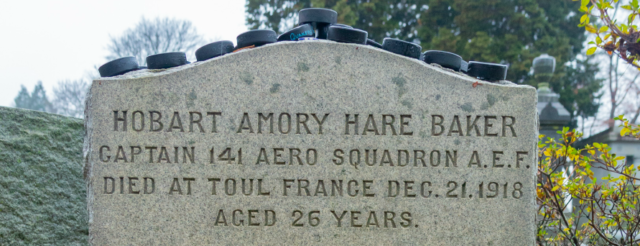 HOBART AMORY HARE BAKER
CAPTAIN 141 AERO SQUADRON A.E.F.
DIED AT TOUL FRANCE DEC. 21. 1918
AGED 26 YEARS.